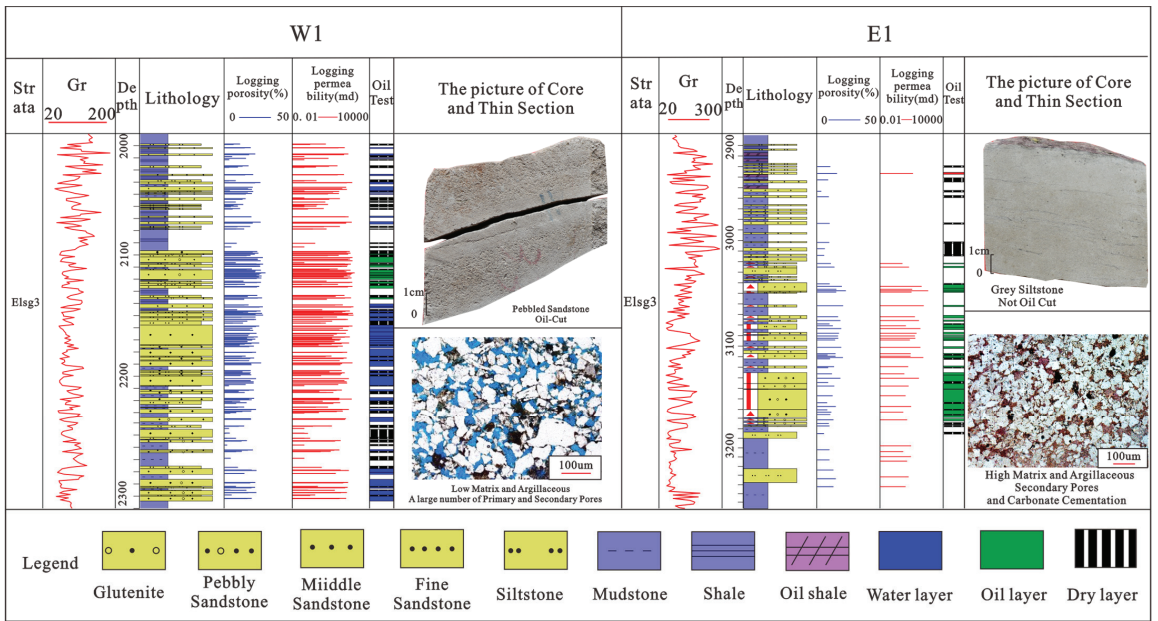 W1
E1
Str
ata
Gr
20 200
De
pth
Lithology
Logging
porosity(%)
0 50
Logging
permea
bility(md)
0.01 10000
Oil
Test
The picture of Core
and Thin Section
Str
ata
Gr
20 300
De
pth
Lithology
Logging
porosity(%)
0 50
Logging
permea
bility(md)
0.01 10000
Oil
Test
The picture of Core
and Thin Section
Elsg3
2000
2100
2200
2300
1cm
0
Pebbled Sandstone
Oil-Cut
100um
Low Matrix and Argillaceous
A large number of Primary and Secondary Pores
Elsg3
2900
3000
3100
3200
1cm
0
Grey Siltstone
Not Oil Cut
100um
High Matrix and Argillaceous
Secondary Pores
and Carbonate Cementation
Legend
Glutenite
Pebbly
Sandstone
Miiddle
Sandstone
Fine
Sandstone
Siltstone
Mudstone
Shale
Oil shale
Water layer
Oil layer
Dry layer